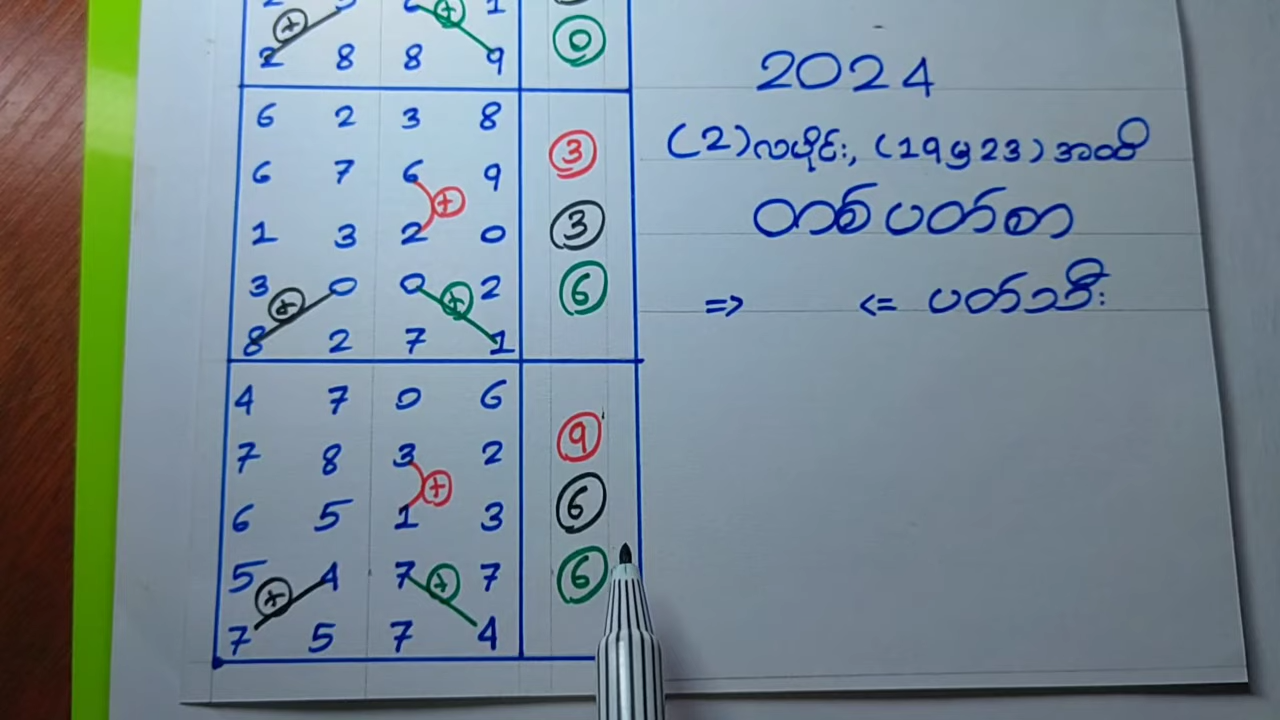 2 8 8 9 0
6 2 3 8
3
6 7 6 9
+
1 3 2 0 3
3 + 0 0 + 2 6
8 2 7 1
4 7 0 6
9
7 8 3 2
+
6 5 1 3 6
5 + 4 7 + 7 6
7 5 7 4
2024
(2)လပိုင်း, (19မှ23) အထိ
တစ်ပတ်စာ
=> <= ပတ်သီး